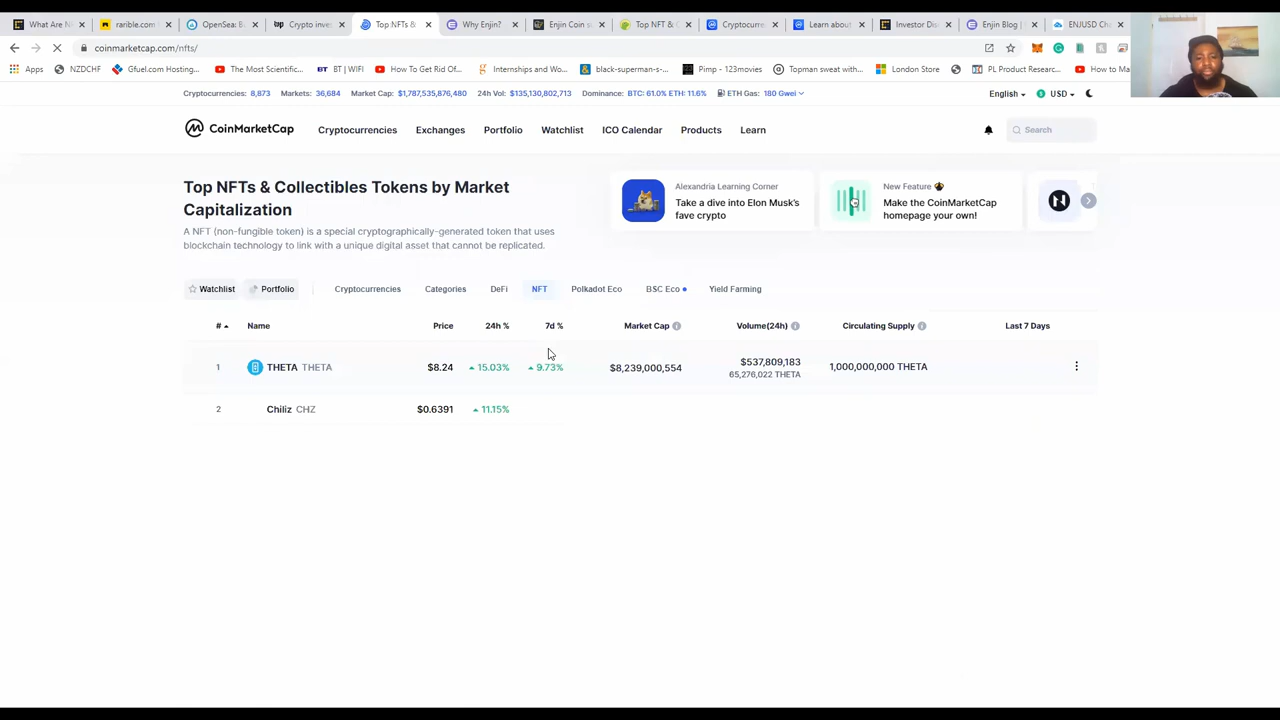 What Are N
rarible.com
OpenSea: B
Crypto inve
Top NFTs &
Why Enjin?
Enjin Coin
Top NFT & C
Cryptocurre
Learn about
Investor Dis
Enjin Blog |
ENJUSD Cha
coinmarketcap.com/nfts/
Apps
NZDCHF
Gfuel.com Hosting...
The Most Scientific...
BT | WIFI
How To Get Rid Of...
Internships and Wo...
black-superman-s-...
Pimp - 123movies
Topman sweat with...
London Store
PL Product Researc...
How to Ma
Cryptocurrencies: 8,873 Markets: 36,684 Market Cap: $1,787,535,876,480 24h Vol: $135,130,802,713 Dominance: BTC: 61.0% ETH: 11.6% ETH Gas: 180 Gwei
English USD
CoinMarketCap
Cryptocurrencies Exchanges Portfolio Watchlist ICO Calendar Products Learn
Search
Top NFTs & Collectibles Tokens by Market
Capitalization
A NFT (non-fungible token) is a special cryptographically-generated token that uses
blockchain technology to link with a unique digital asset that cannot be replicated.
Alexandria Learning Corner
Take a dive into Elon Musk's
fave crypto
New Feature
Make the CoinMarketCap
homepage your own!
Watchlist Portfolio Cryptocurrencies Categories DeFi NFT Polkadot Eco BSC Eco Yield Farming
# Name Price 24h % 7d % Market Cap Volume(24h) Circulating Supply Last 7 Days
1 THETA THETA $8.24 15.03% 9.73% $8,239,000,554 $537,809,183 1,000,000,000 THETA
65,276,022 THETA
2 Chiliz CHZ $0.6391 11.15%